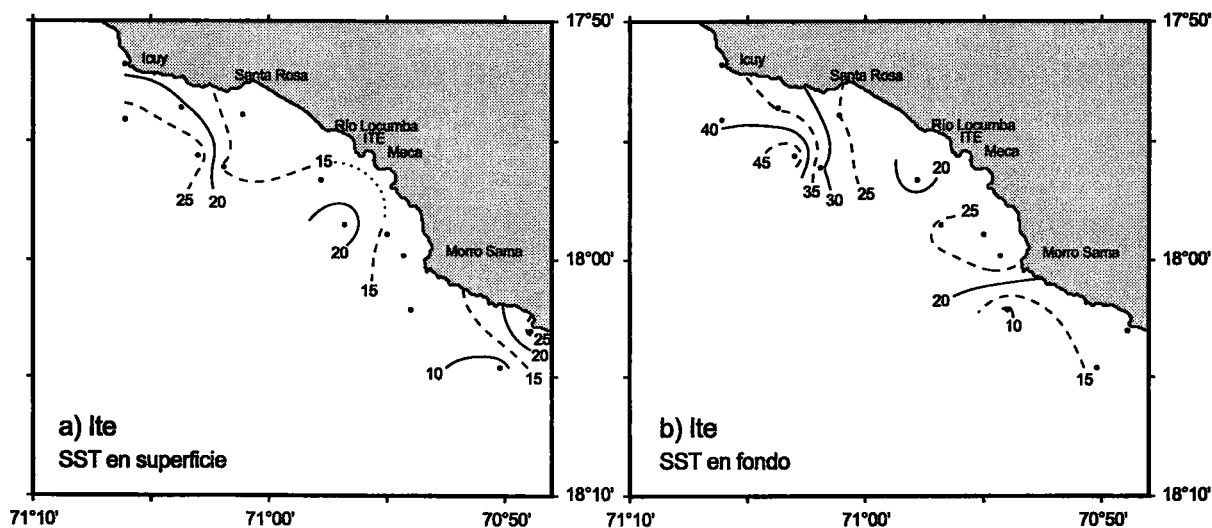 17°50'
17°50'
Icuy
Santa Rosa
Río Locumba
ITE
Meca
15
25
20
20
Morro Sama
18°00'
15
10
25
20
15
a) Ite
SST en superficie
18°10'
71°10'
71°00'
70°50'
Icuy
Santa Rosa
Río Locumba
ITE
Meca
40
45
35
30
25
20
25
Morro Sama
18°00'
20
10
15
b) Ite
SST en fondo
18°10'
71°10'
71°00'
70°50'